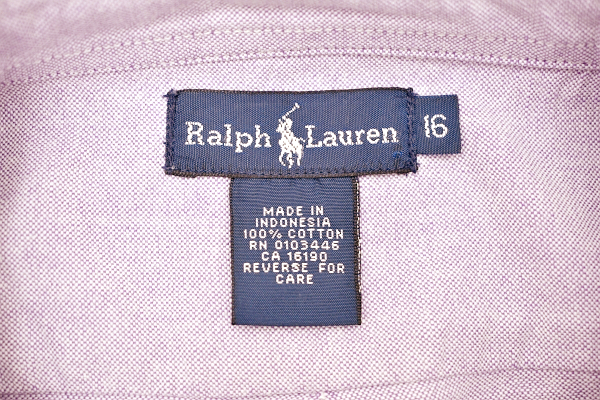 Ralph Lauren 16
MADE IN
INDONESIA
100% COTTON
RN 0103446
CA 16190
REVERSE FOR
CARE